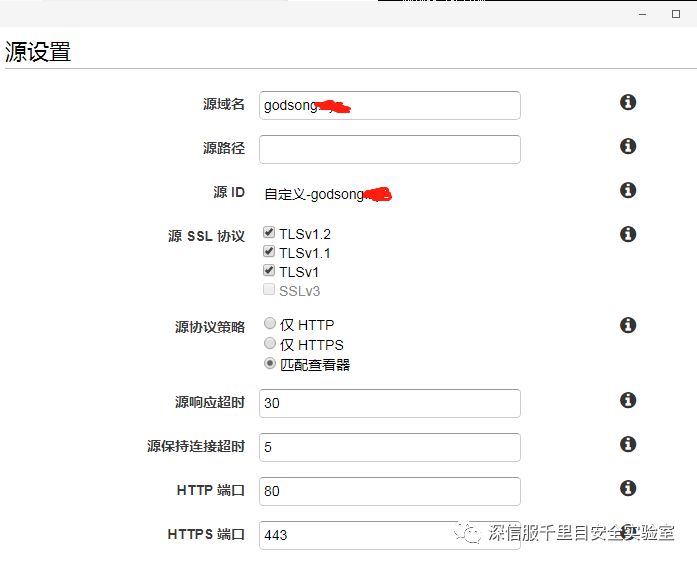 源设置
源域名 godsong
源路径
源 ID 自定义-godsong
源 SSL 协议 TLSv1.2
TLSv1.1
TLSv1
SSLv3
源协议策略 仅 HTTP
仅 HTTPS
匹配查看器
源响应超时 30
源保持连接超时 5
HTTP 端口 80
HTTPS 端口 443
深信服千里目安全实验室